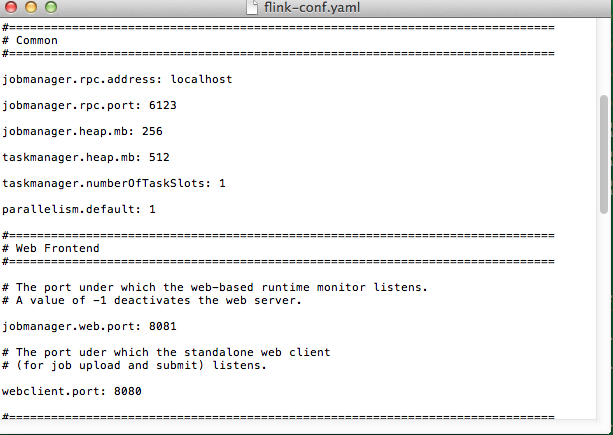 flink-conf.yaml
#==============================================================================
# Common
#==============================================================================
jobmanager.rpc.address: localhost
jobmanager.rpc.port: 6123
jobmanager.heap.mb: 256
taskmanager.heap.mb: 512
taskmanager.numberOfTaskSlots: 1
parallelism.default: 1
#==============================================================================
# Web Frontend
#==============================================================================
# The port under which the web-based runtime monitor listens.
# A value of -1 deactivates the web server.
jobmanager.web.port: 8081
# The port uder which the standalone web client
# (for job upload and submit) listens.
webclient.port: 8080
#==============================================================================